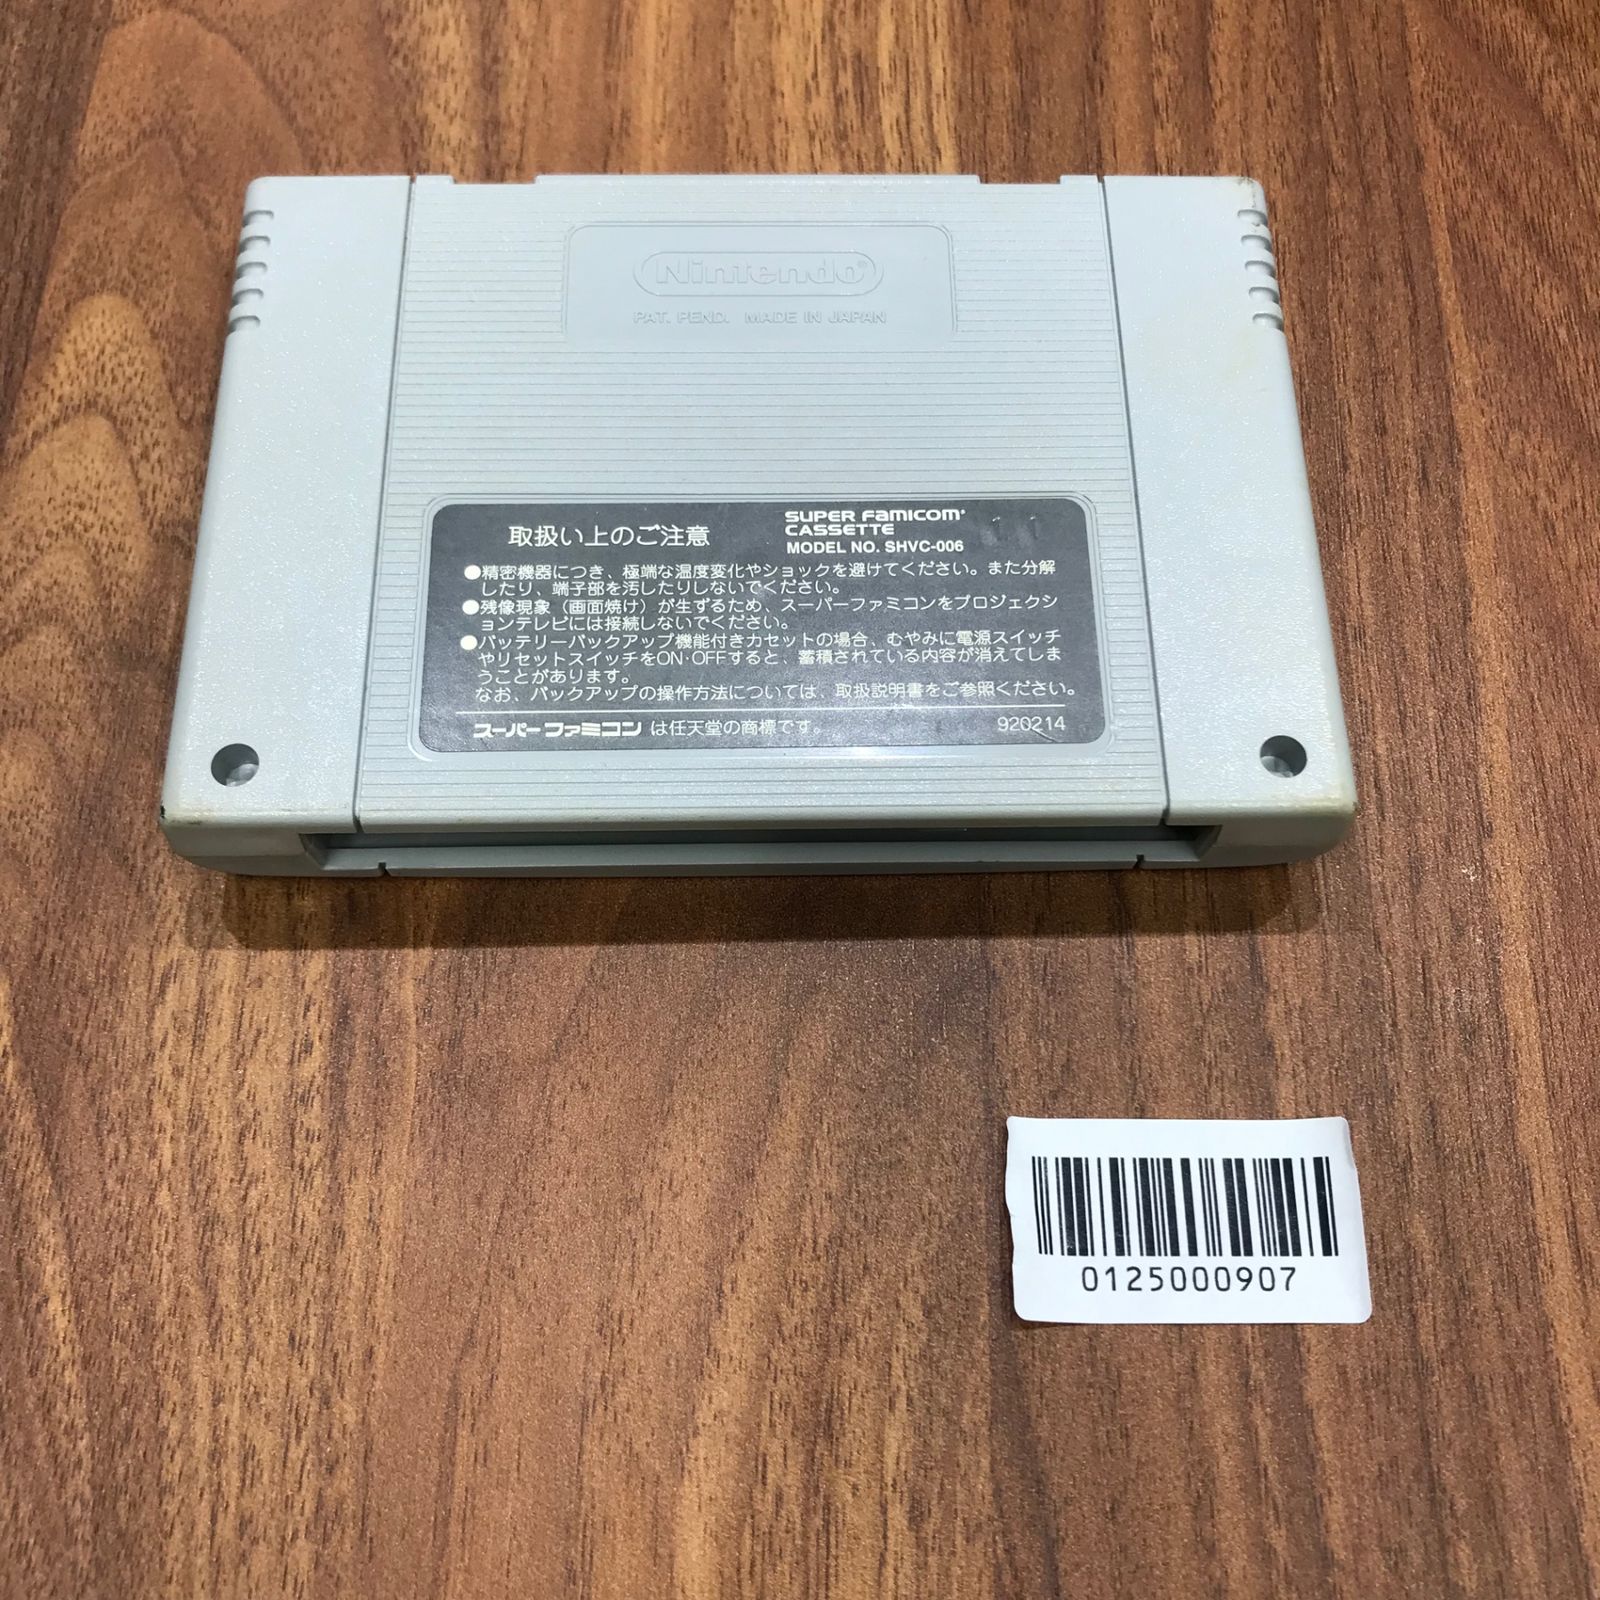 Nintendo®
PAT. PEND. MADE IN JAPAN
取扱い上のご注意
SUPER FAMICOM®
CASSETTE
MODEL NO. SHVC-006
●精密機器につき、極端な温度変化やショックを避けてください。また分解
したり、端子部を汚したりしないでください。
●残像現象（画面焼け）が生ずるため、スーパーファミコンをプロジェクシ
ョンテレビには接続しないでください。
●バッテリーバックアップ機能付きカセットの場合、むやみに電源スイッチ
やリセットスイッチをON・OFFすると、蓄積されている内容が消えてしま
うことがあります。
なお、バックアップの操作方法については、取扱説明書をご参照ください。
スーパーファミコン は任天堂の商標です。
920214
0125000907